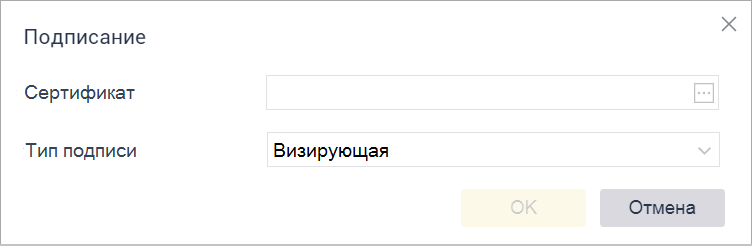 Подписание
Сертификат
Тип подписи Визирующая
OK Отмена